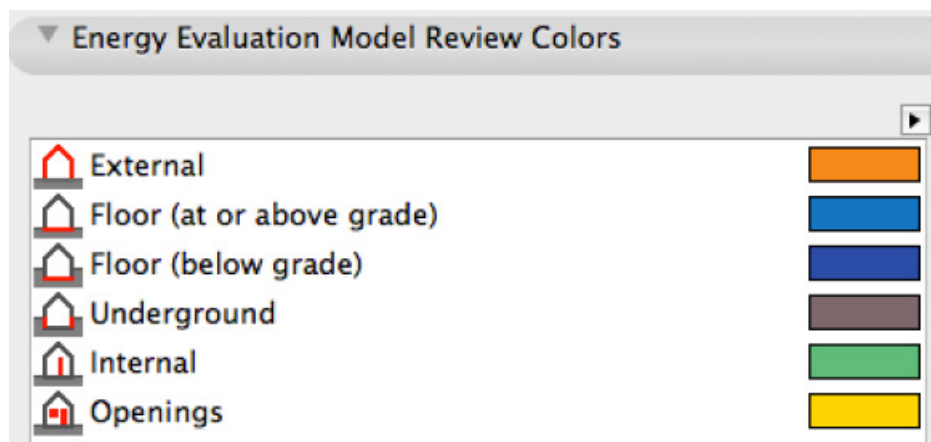 Energy Evaluation Model Review Colors
External
Floor (at or above grade)
Floor (below grade)
Underground
Internal
Openings